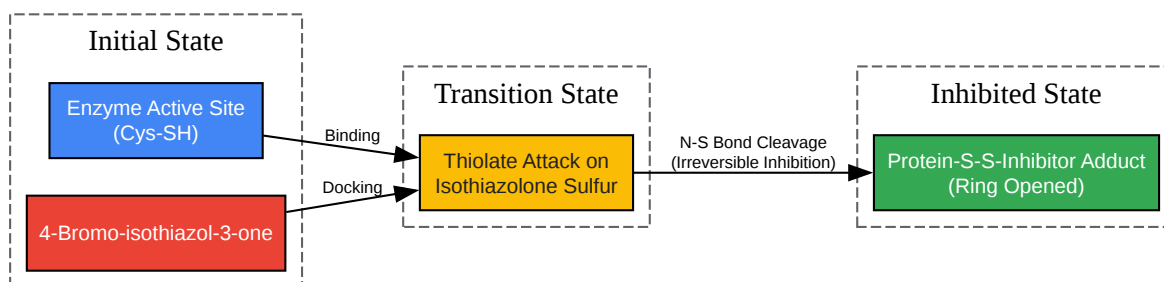 Initial State
Enzyme Active Site
(Cys-SH)
4-Bromo-isothiazol-3-one
Binding
Docking
Transition State
Thiolate Attack on
Isothiazolone Sulfur
N-S Bond Cleavage
(Irreversible Inhibition)
Inhibited State
Protein-S-S-Inhibitor Adduct
(Ring Opened)